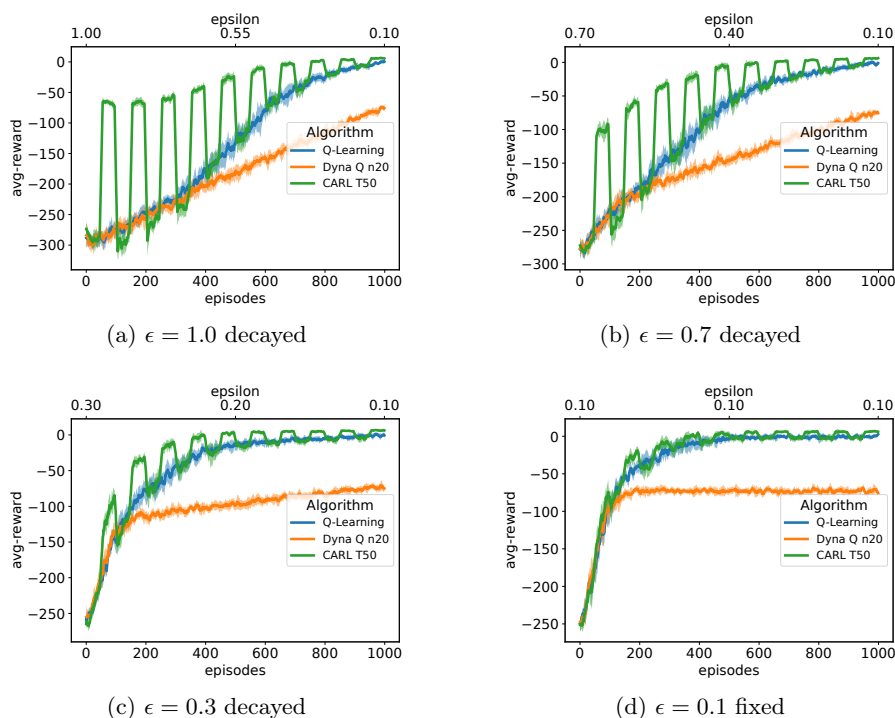 epsilon
1.00 0.55 0.10
0
−50
−100
−150
−200
−250
−300
avg-reward
Algorithm
Q-Learning
Dyna Q n20
CARL T50
0 200 400 600 800 1000
episodes
(a) ϵ = 1.0 decayed
epsilon
0.70 0.40 0.10
0
−50
−100
−150
−200
−250
−300
avg-reward
Algorithm
Q-Learning
Dyna Q n20
CARL T50
0 200 400 600 800 1000
episodes
(b) ϵ = 0.7 decayed
epsilon
0.30 0.20 0.10
0
−50
−100
−150
−200
−250
avg-reward
Algorithm
Q-Learning
Dyna Q n20
CARL T50
0 200 400 600 800 1000
episodes
(c) ϵ = 0.3 decayed
epsilon
0.10 0.10 0.10
0
−50
−100
−150
−200
−250
avg-reward
Algorithm
Q-Learning
Dyna Q n20
CARL T50
0 200 400 600 800 1000
episodes
(d) ϵ = 0.1 fixed